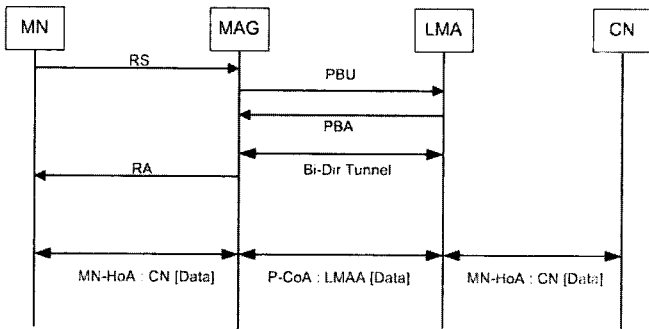 MN MAG LMA CN
RS
PBU
PBA
Bi-Dir Tunnel
RA
MN-HoA : CN [Data] P-CoA : LMAA [Data] MN-HoA : CN [Data]